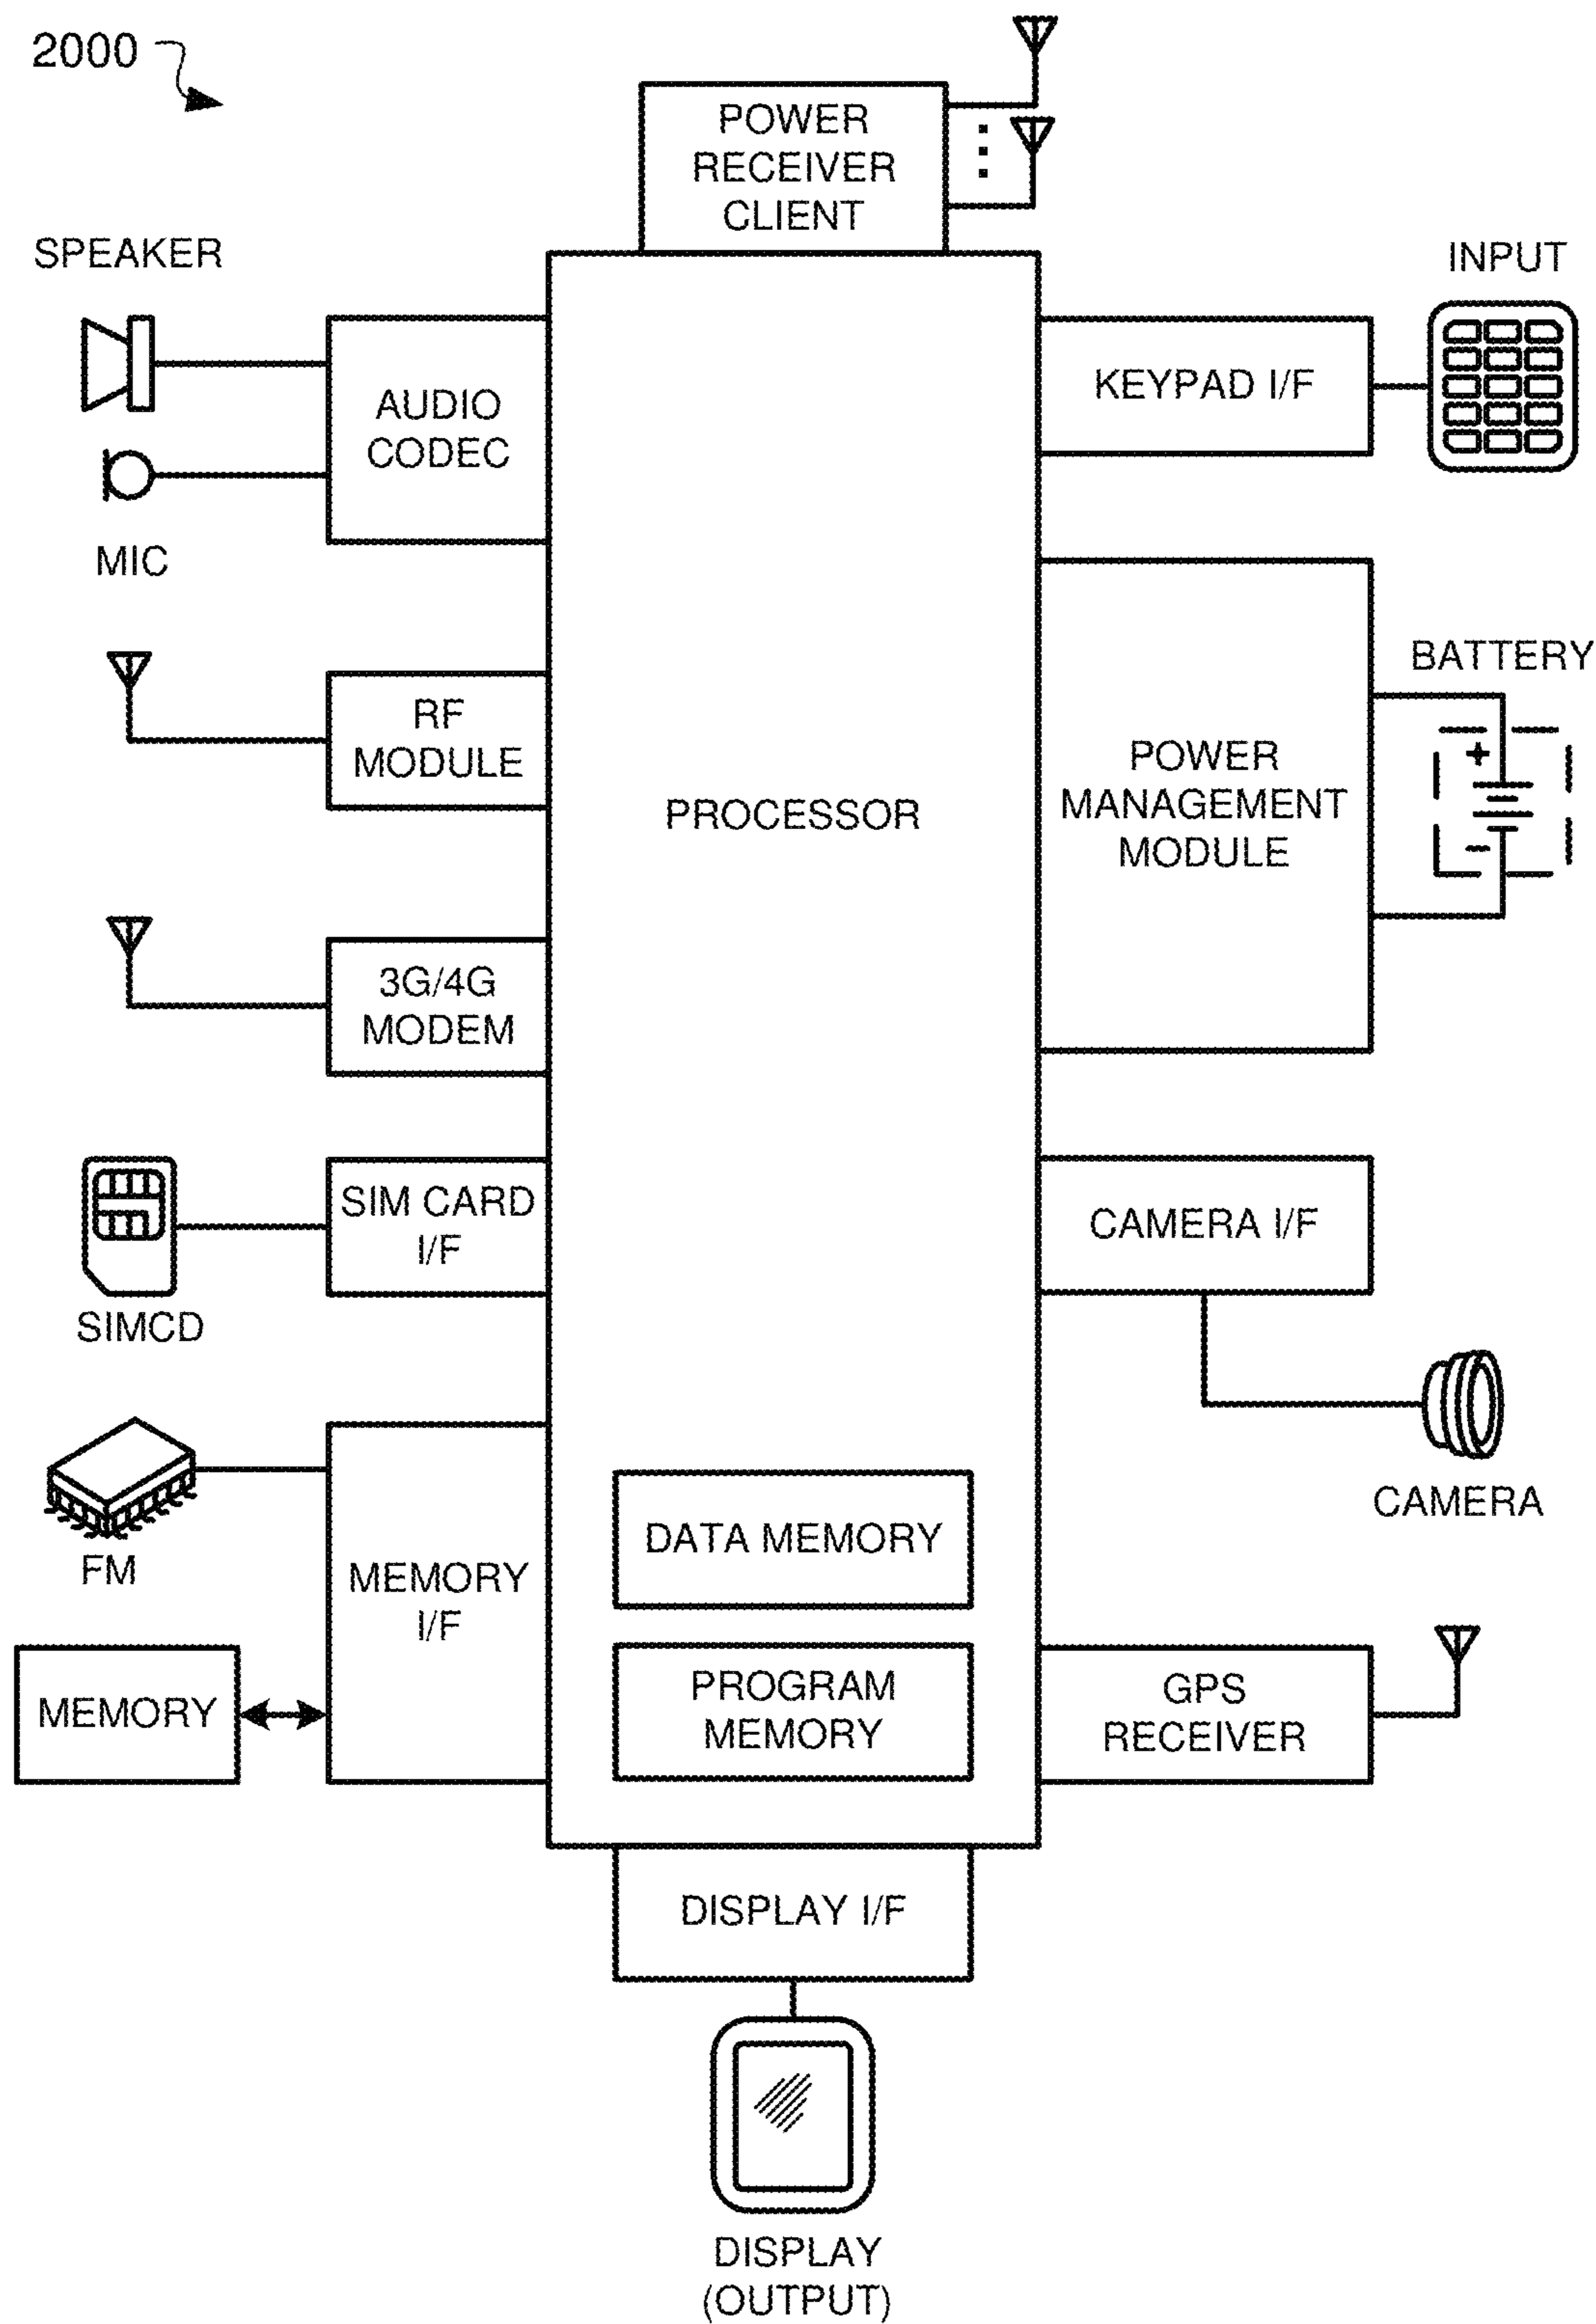 2000
POWER
RECEIVER
CLIENT
SPEAKER
INPUT
AUDIO
CODEC
KEYPAD I/F
MIC
BATTERY
RF
MODULE
POWER
MANAGEMENT
MODULE
+
-
PROCESSOR
3G/4G
MODEM
SIM CARD
I/F
CAMERA I/F
SIMCD
CAMERA
FM
MEMORY
I/F
DATA MEMORY
MEMORY
PROGRAM
MEMORY
GPS
RECEIVER
DISPLAY I/F
DISPLAY
(OUTPUT)